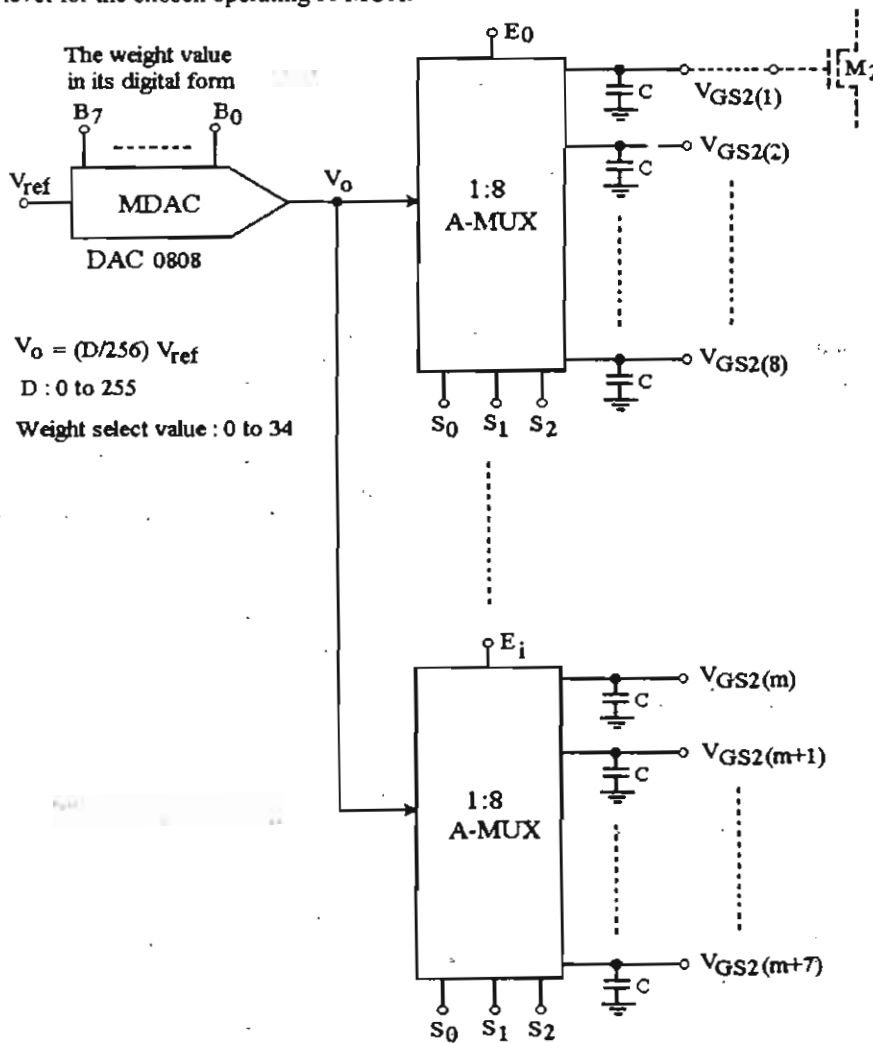 The weight value
in its digital form
B7 B0
Vref
MDAC
DAC 0808
Vo
Vo = (D/256) Vref
D : 0 to 255
Weight select value : 0 to 34
E0
1:8
A-MUX
S0 S1 S2
C
VGS2(1)
M2
C
VGS2(2)
C
VGS2(8)
Ei
1:8
A-MUX
S0 S1 S2
C
VGS2(m)
C
VGS2(m+1)
C
VGS2(m+7)